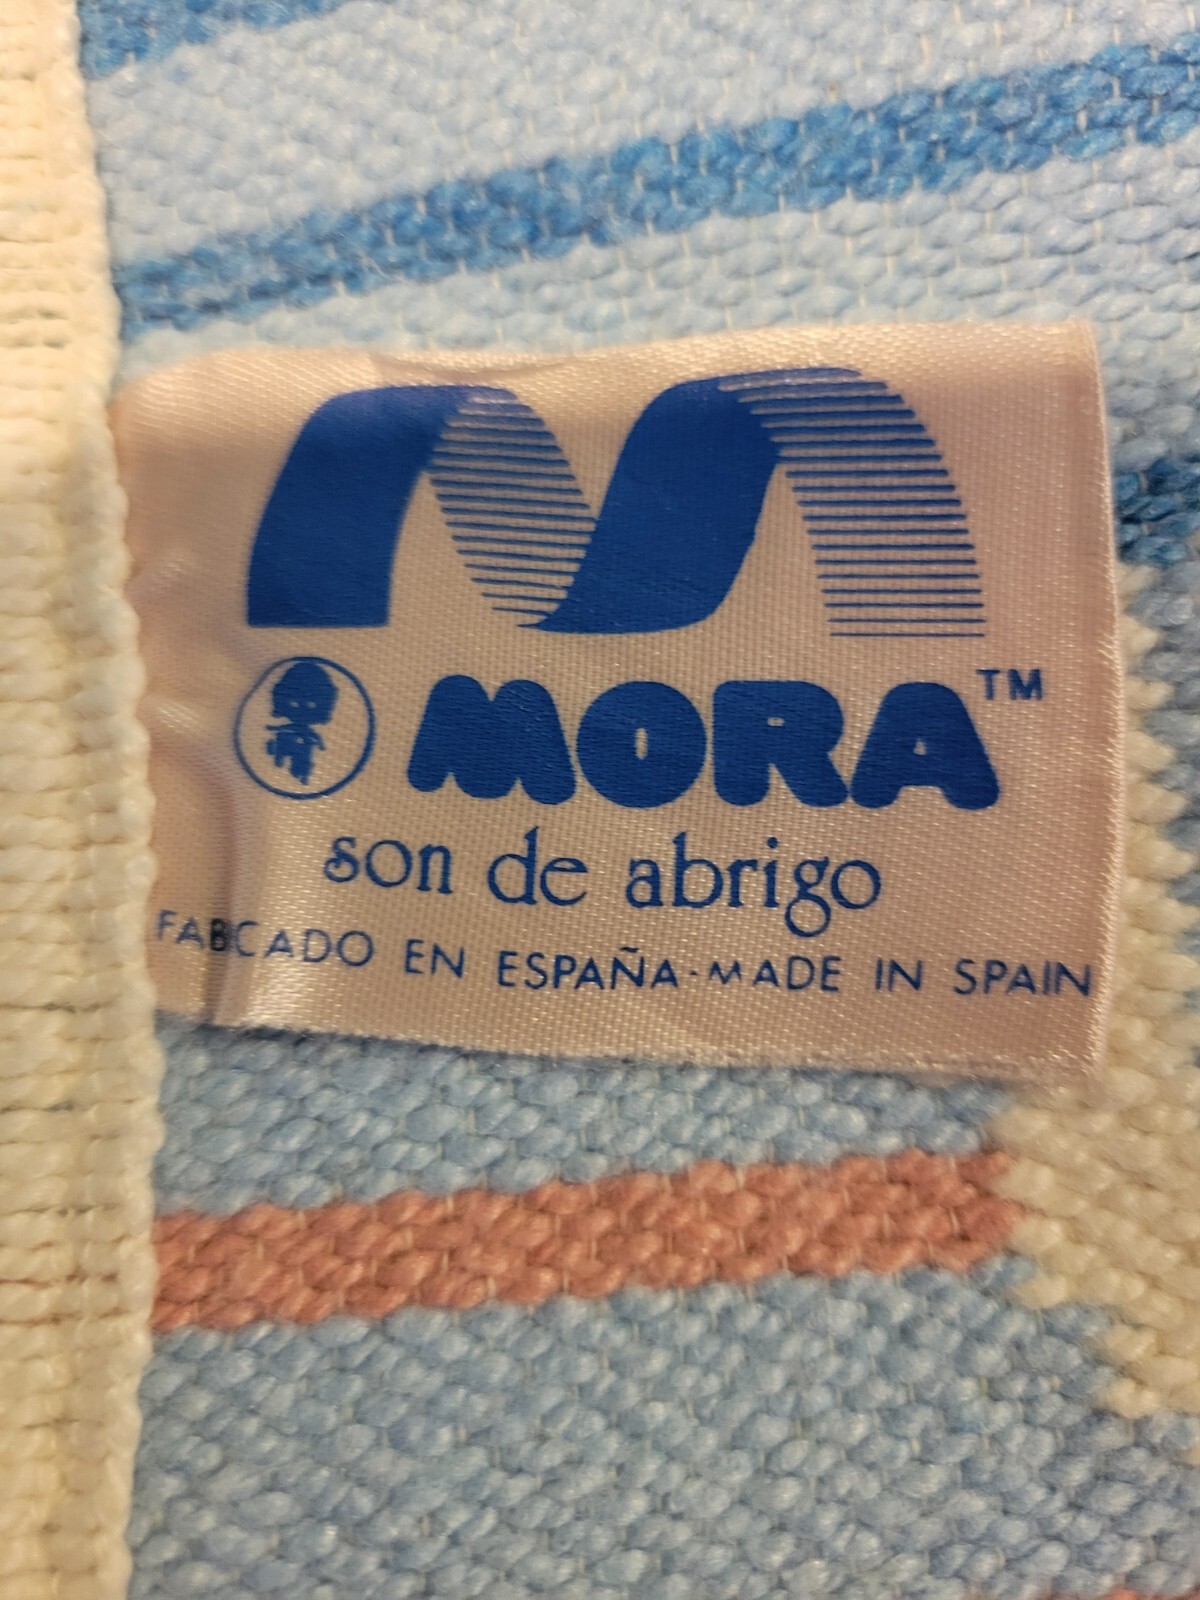 MORA™
son de abrigo
FABCADO EN ESPAÑA·MADE IN SPAIN